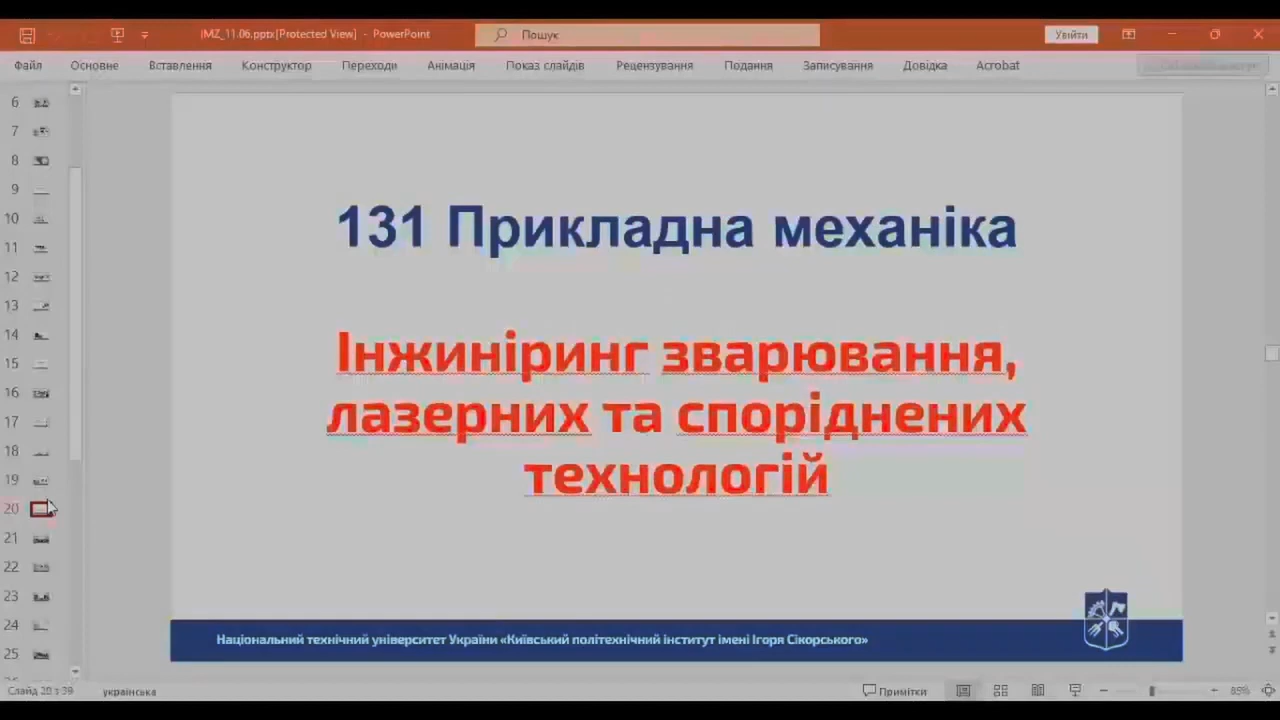 IMZ_11.06.pptx [Protected View] - PowerPoint
Пошук
Увійти
Файл Основне Вставлення Конструктор Переходи Анімація Показ слайдів Рецензування Подання Записування Довідка Acrobat
6
7
8
9
10
11
12
13
14
15
16
17
18
19
20
21
22
23
24
25
131 Прикладна механіка
Інжиніринг зварювання,
лазерних та споріднених
технологій
Національний технічний університет України «Київський політехнічний інститут імені Ігоря Сікорського»
Слайд 20 з 39 українська Примітки 85%